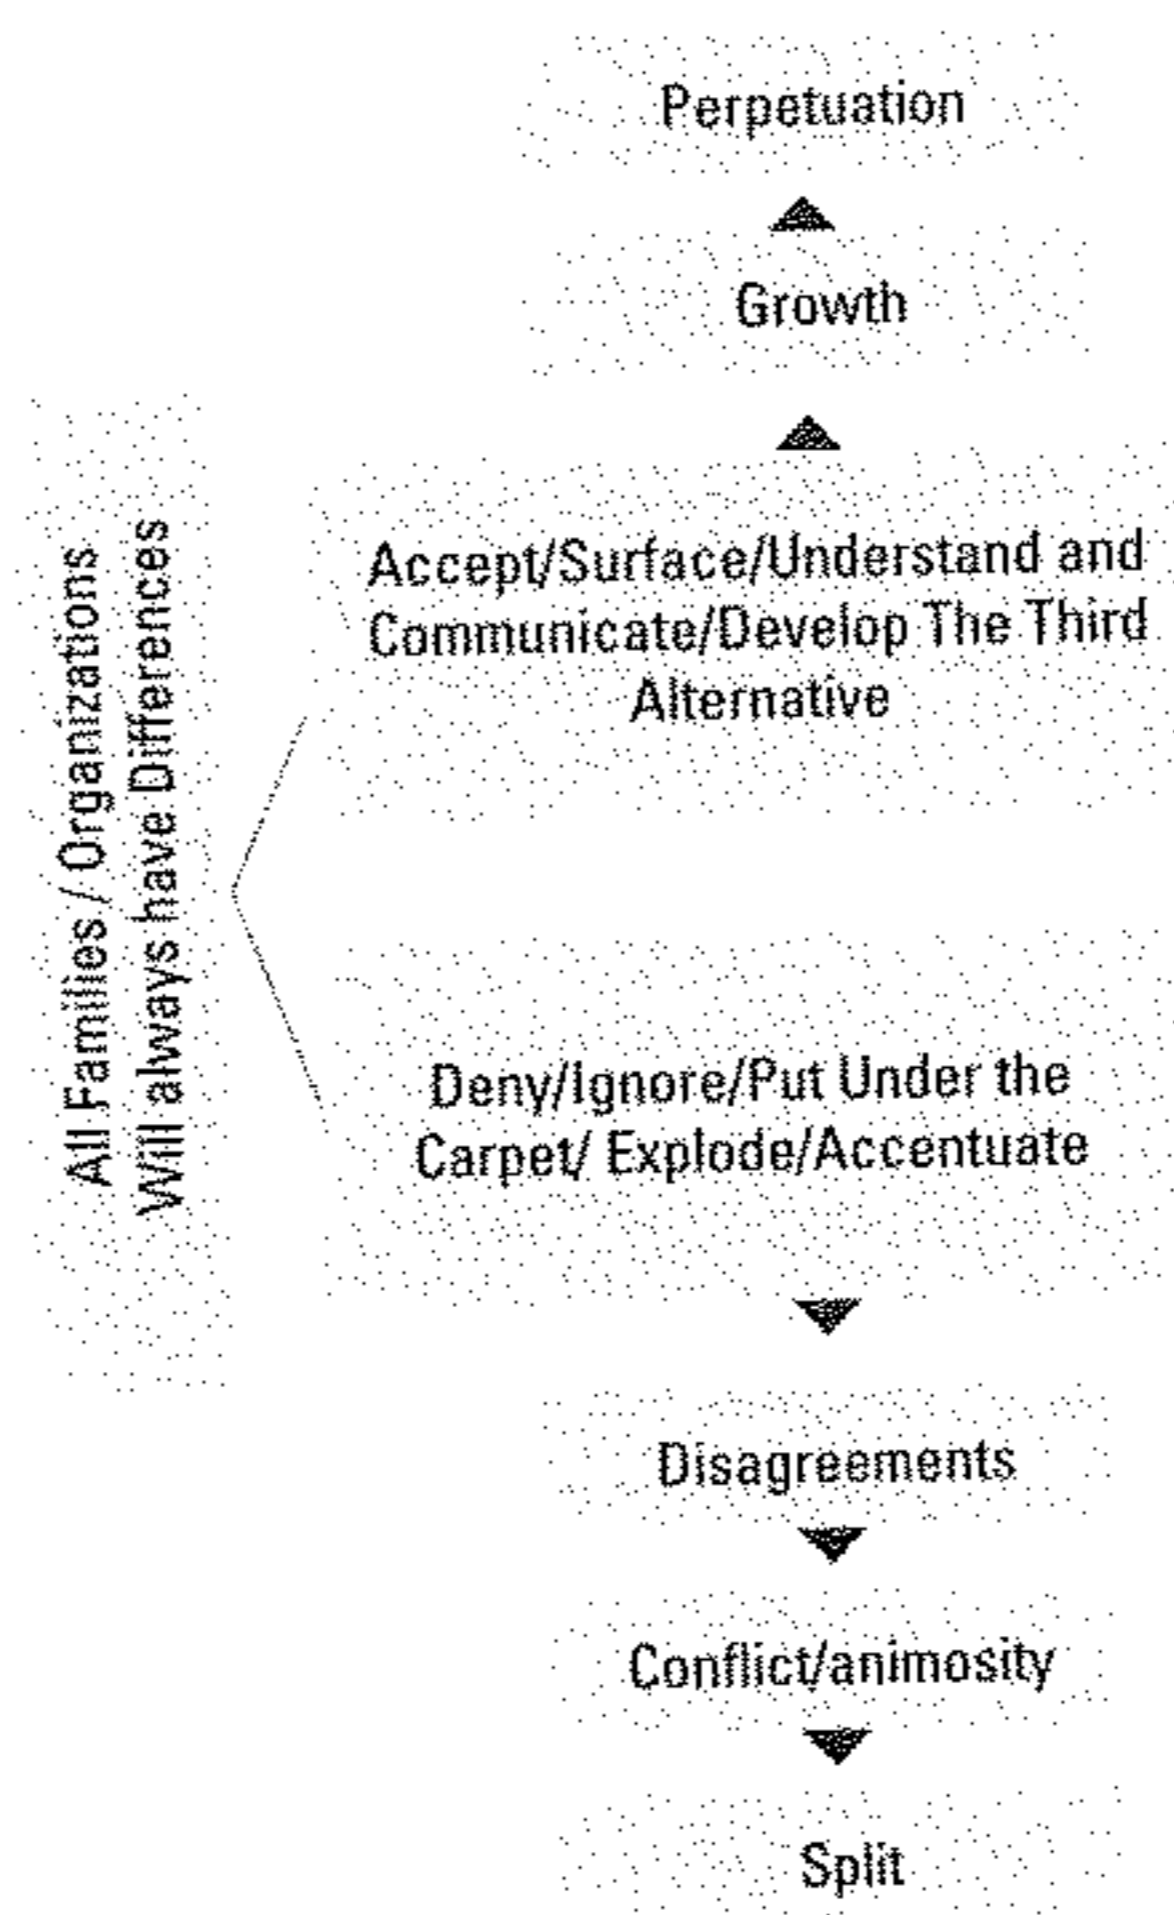 Perpetuation
Growth
All Families / Organizations
Will always have Differences
Accept/Surface/Understand and
Communicate/Develop The Third
Alternative
Deny/Ignore/Put Under the
Carpet/ Explode/Accentuate
Disagreements
Conflict/animosity
Split